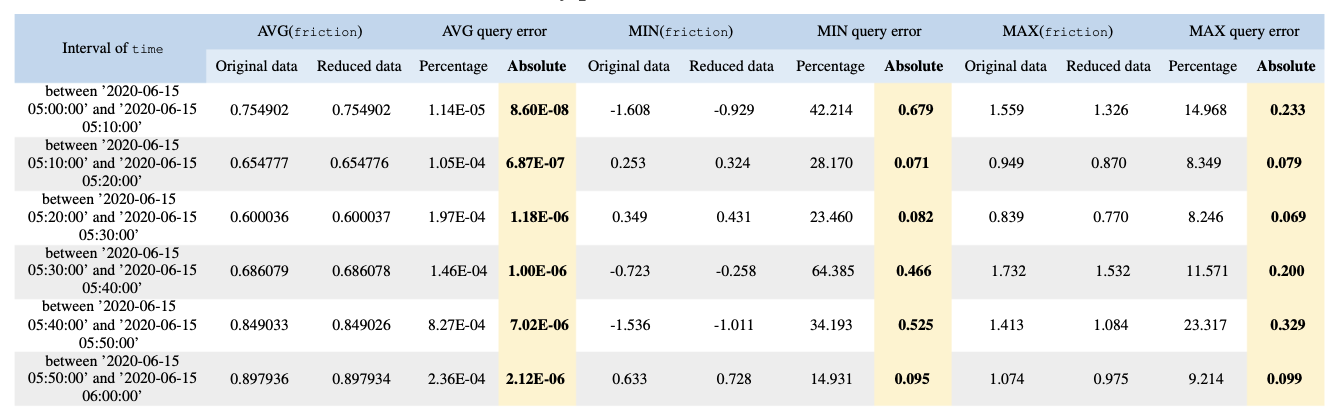 AVG(friction) AVG query error MIN(friction) MIN query error MAX(friction) MAX query error
Interval of time
Original data Reduced data Percentage Absolute Original data Reduced data Percentage Absolute Original data Reduced data Percentage Absolute
between ’2020-06-15
05:00:00’ and ’2020-06-15 0.754902 0.754902 1.14E-05 8.60E-08 -1.608 -0.929 42.214 0.679 1.559 1.326 14.968 0.233
05:10:00’
between ’2020-06-15
05:10:00’ and ’2020-06-15 0.654777 0.654776 1.05E-04 6.87E-07 0.253 0.324 28.170 0.071 0.949 0.870 8.349 0.079
05:20:00’
between ’2020-06-15
05:20:00’ and ’2020-06-15 0.600036 0.600037 1.97E-04 1.18E-06 0.349 0.431 23.460 0.082 0.839 0.770 8.246 0.069
05:30:00’
between ’2020-06-15
05:30:00’ and ’2020-06-15 0.686079 0.686078 1.46E-04 1.00E-06 -0.723 -0.258 64.385 0.466 1.732 1.532 11.571 0.200
05:40:00’
between ’2020-06-15
05:40:00’ and ’2020-06-15 0.849033 0.849026 8.27E-04 7.02E-06 -1.536 -1.011 34.193 0.525 1.413 1.084 23.317 0.329
05:50:00’
between ’2020-06-15
05:50:00’ and ’2020-06-15 0.897936 0.897934 2.36E-04 2.12E-06 0.633 0.728 14.931 0.095 1.074 0.975 9.214 0.099
06:00:00’